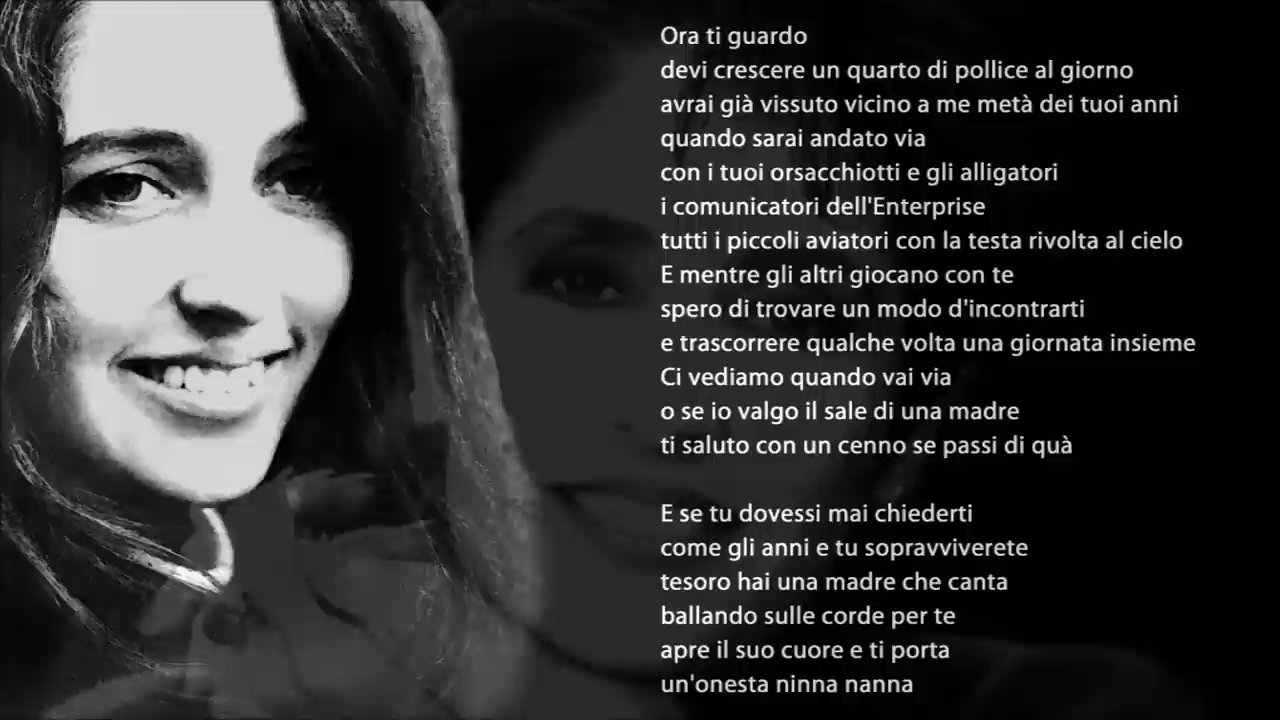 Ora ti guardo
devi crescere un quarto di pollice al giorno
avrai già vissuto vicino a me metà dei tuoi anni
quando sarai andato via
con i tuoi orsacchiotti e gli alligatori
i comunicatori dell'Enterprise
tutti i piccoli aviatori con la testa rivolta al cielo
E mentre gli altri giocano con te
spero di trovare un modo d'incontrarti
e trascorrere qualche volta una giornata insieme
Ci vediamo quando vai via
o se io valgo il sale di una madre
ti saluto con un cenno se passi di quà
E se tu dovessi mai chiederti
come gli anni e tu sopravviverete
tesoro hai una madre che canta
ballando sulle corde per te
apre il suo cuore e ti porta
un'onesta ninna nanna